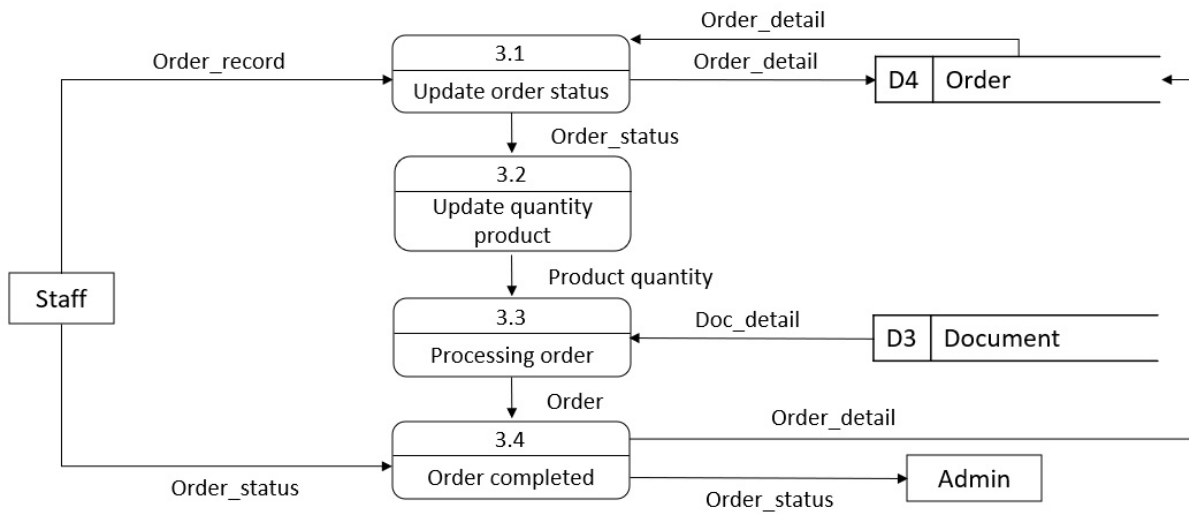 Order_detail
3.1
Order_record
Order_detail
Update order status
D4
Order
Order_status
3.2
Update quantity
product
Product quantity
Staff
3.3
Doc_detail
D3
Document
Processing order
Order
Order_detail
3.4
Order completed
Admin
Order_status
Order_status